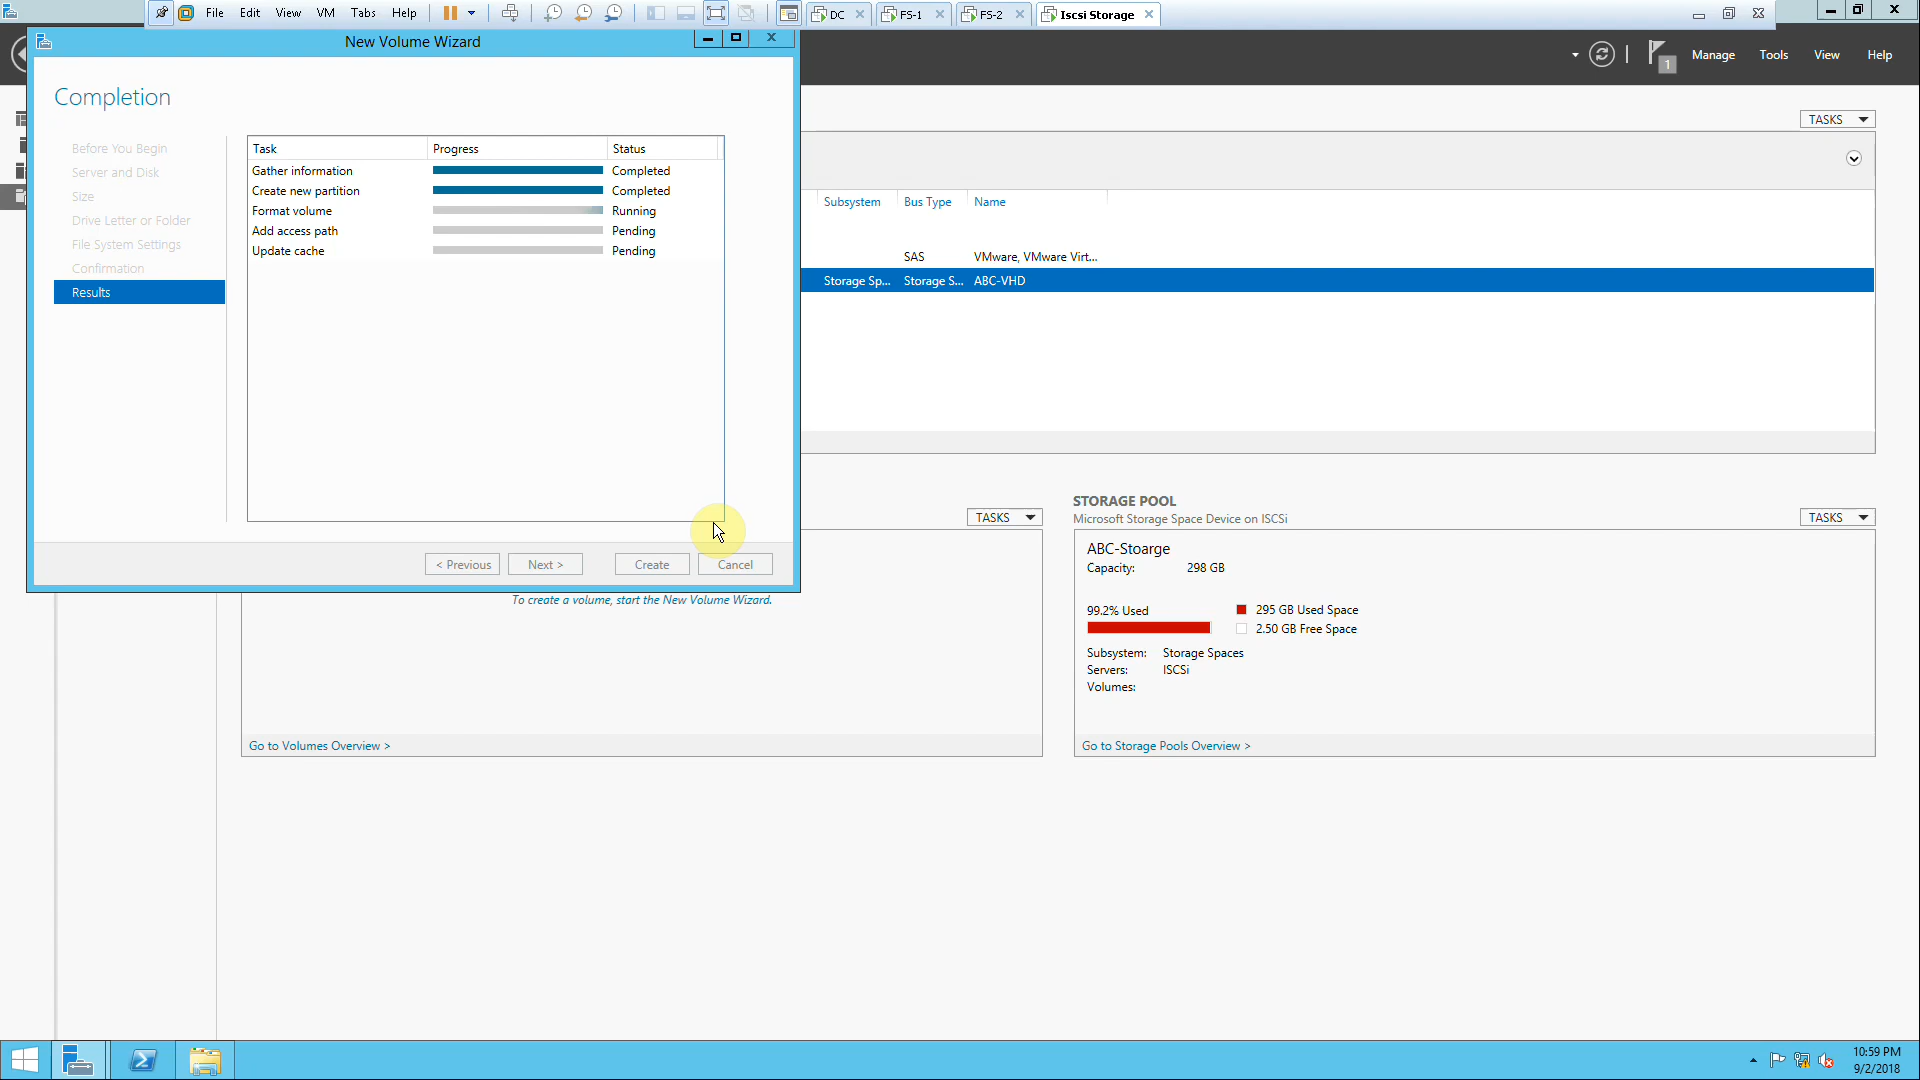 File Edit View VM Tabs Help
DC FS-1 FS-2 Iscsi Storage
New Volume Wizard
1 Manage Tools View Help
Completion
TASKS
Before You Begin
Server and Disk
Size
Drive Letter or Folder
File System Settings
Confirmation
Results
Task Progress Status
Gather information Completed
Create new partition Completed
Format volume Running
Add access path Pending
Update cache Pending
Subsystem Bus Type Name
SAS VMware, VMware Virt...
Storage Sp... Storage S... ABC-VHD
< Previous Next > Create Cancel
To create a volume, start the New Volume Wizard.
TASKS
Go to Volumes Overview >
STORAGE POOL
Microsoft Storage Space Device on ISCSi
TASKS
ABC-Stoarge
Capacity: 298 GB
99.2% Used
295 GB Used Space
2.50 GB Free Space
Subsystem: Storage Spaces
Servers: ISCSi
Volumes:
Go to Storage Pools Overview >
10:59 PM
9/2/2018